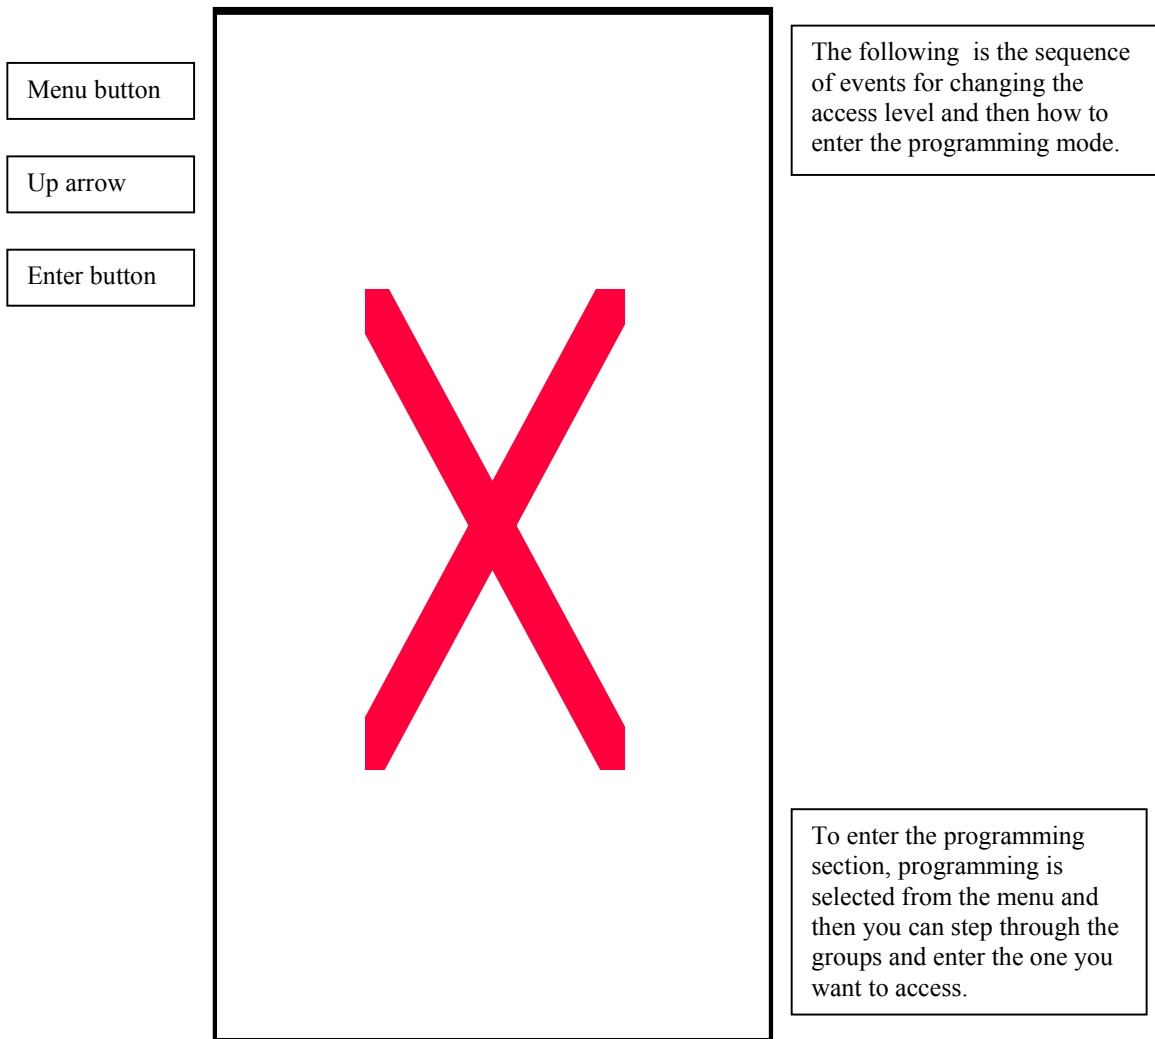 Menu button
Up arrow
Enter button
The following  is the sequence
of events for changing the
access level and then how to
enter the programming mode.
To enter the programming
section, programming is
selected from the menu and
then you can step through the
groups and enter the one you
want to access.